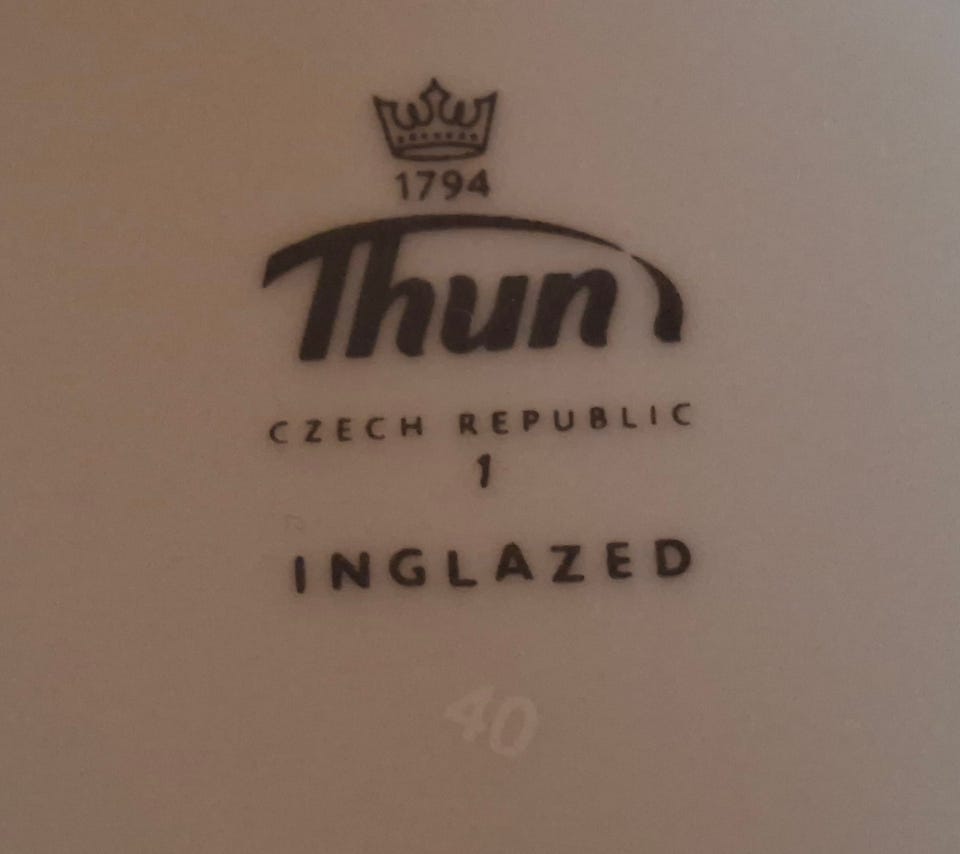 1794
Thun
CZECH REPUBLIC
1
INGLAZED
40